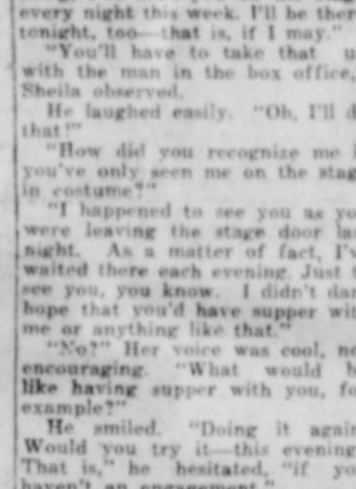 every night this week. I'll be ther
tonight, too—that is, if I may."
"You'll have to take that u
with the man in the box office,
Sheila observed.
He laughed easily. "Oh, I'll d
that!"
"How did you recognize me
you've only seen me on the stag
in costume?"
"I happened to see you as yo
were leaving the stage door las
night. As a matter of fact, I'v
waited there each evening. Just t
see you, you know. I didn't dar
hope that you'd have supper wit
me or anything like that."
"No?" Her voice was cool, no
encouraging. "What would b
like having supper with you, fo
example?"
He smiled. "Doing it again
Would you try it—this evening
That is," he hesitated, "if yo
haven't an engagement."